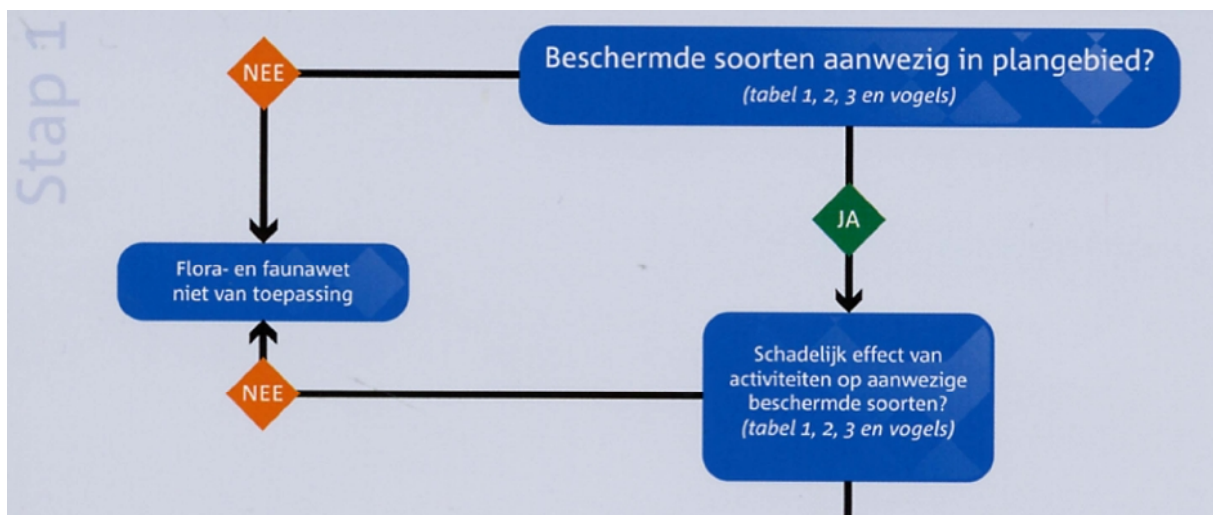 Stap 1
NEE
Beschermde soorten aanwezig in plangebied?
(tabel 1, 2, 3 en vogels)
JA
Flora- en faunawet
niet van toepassing
NEE
Schadelijk effect van
activiteiten op aanwezige
beschermde soorten?
(tabel 1, 2, 3 en vogels)